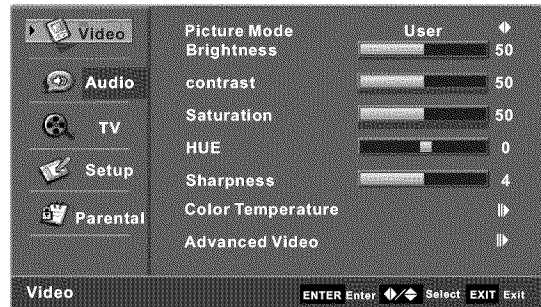 Video
Audio
TV
Setup
Parental
Picture Mode User
Brightness 50
contrast 50
Saturation 50
HUE 0
Sharpness 4
Color Temperature
Advanced Video
Video ENTER Enter Select EXIT Exit